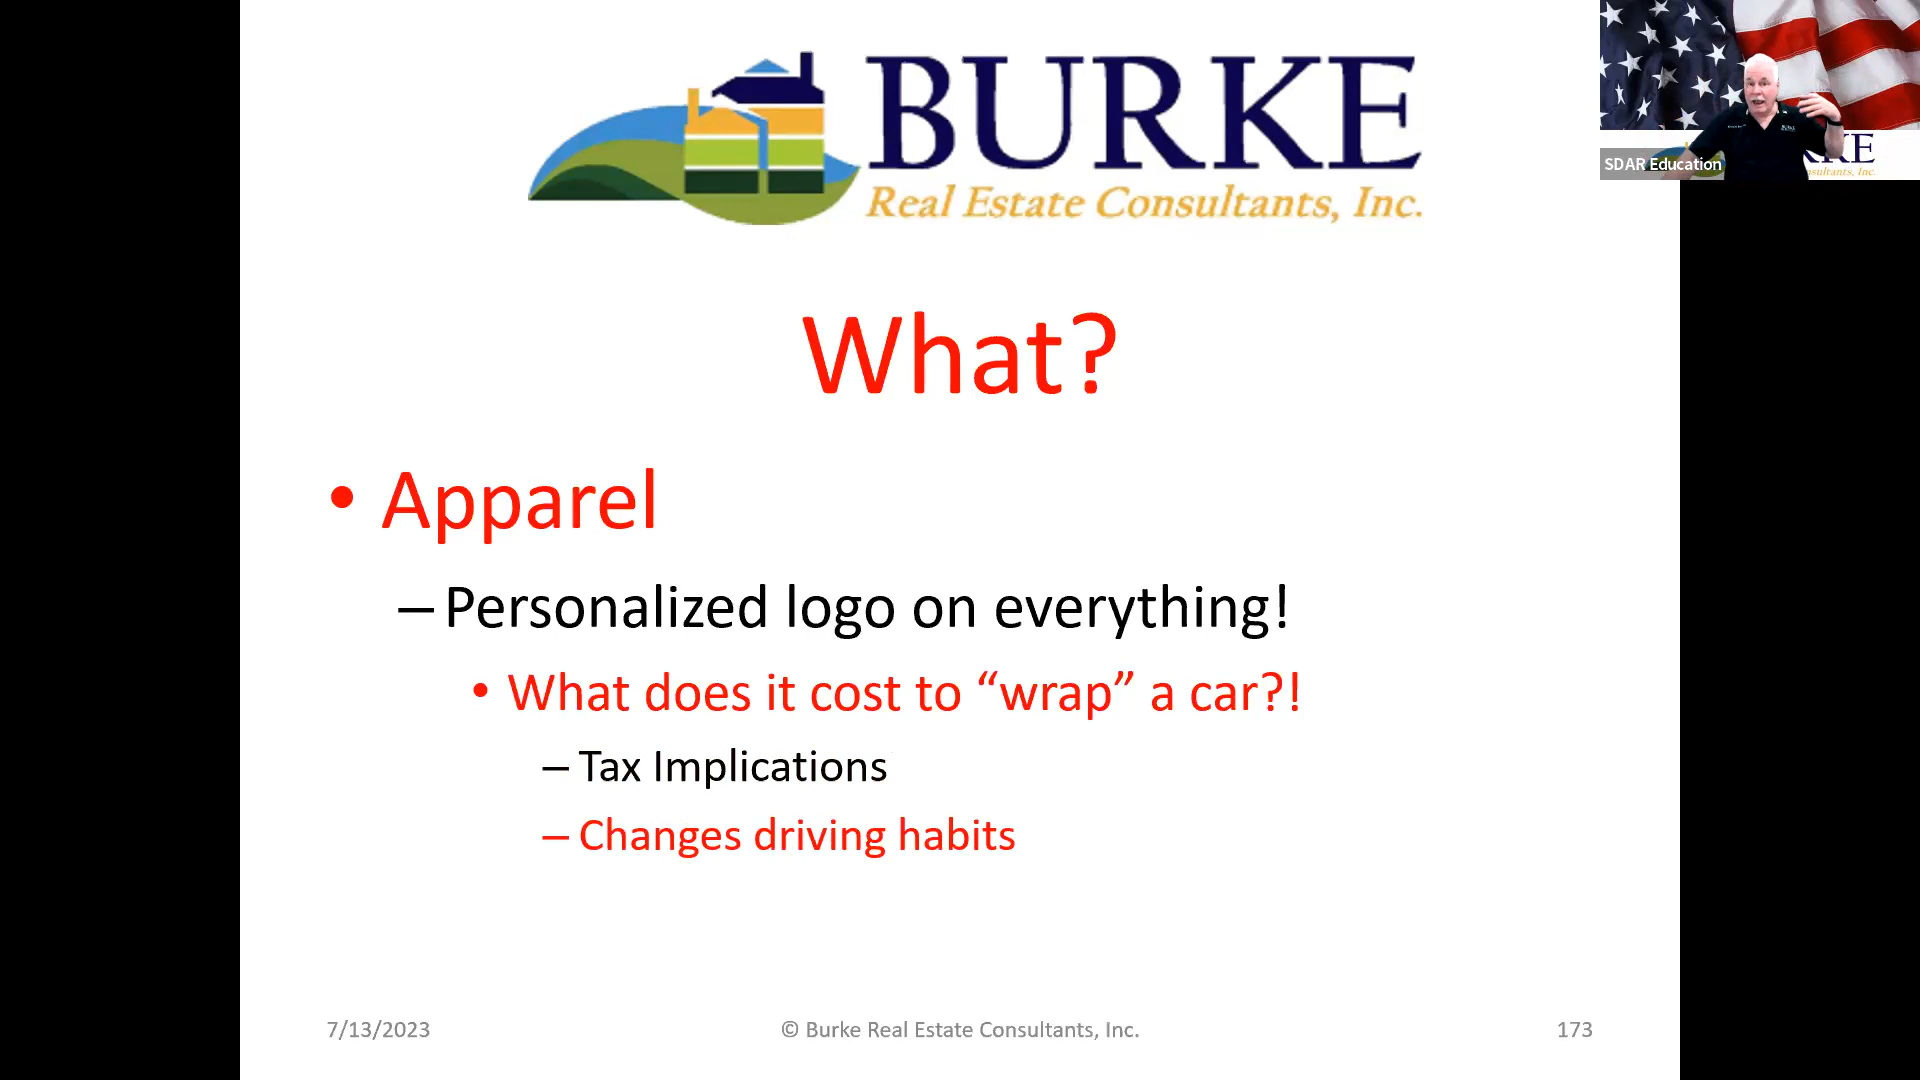 BURKE
Real Estate Consultants, Inc.
SDAR Education
What?
• Apparel
– Personalized logo on everything!
• What does it cost to “wrap” a car?!
– Tax Implications
– Changes driving habits
7/13/2023
© Burke Real Estate Consultants, Inc.
173